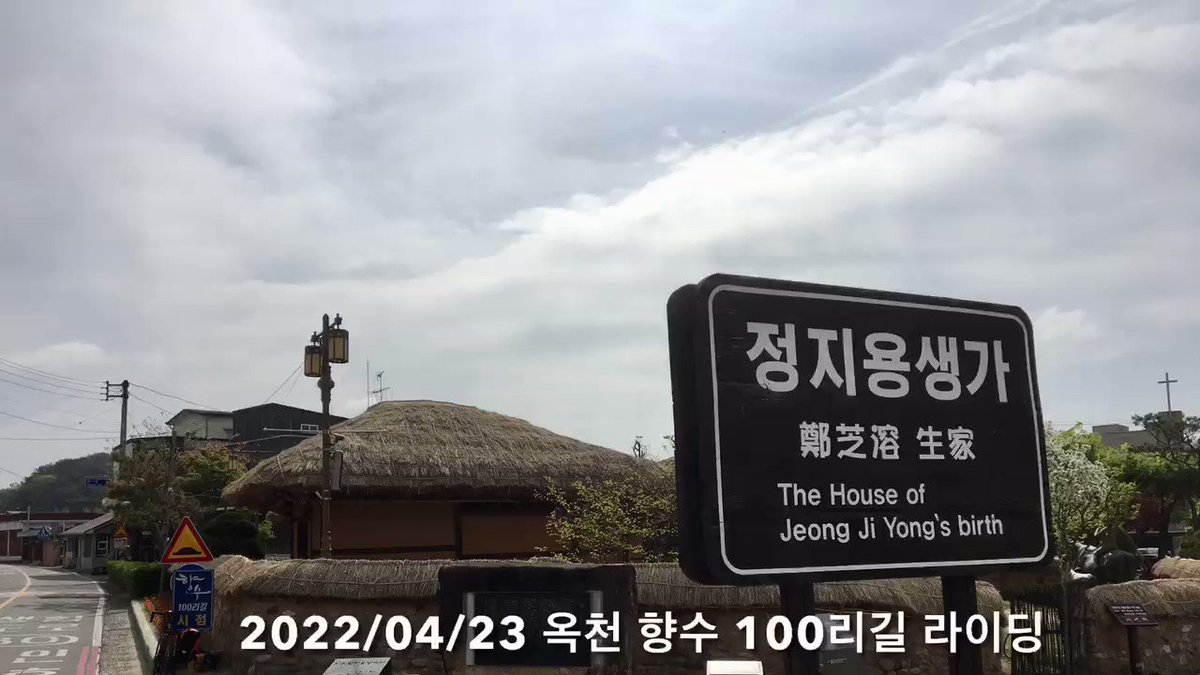 정지용생가
鄭芝溶 生家
The House of
Jeong Ji Yong's birth
향수
100리길
시점
2022/04/23 옥천 향수 100리길 라이딩